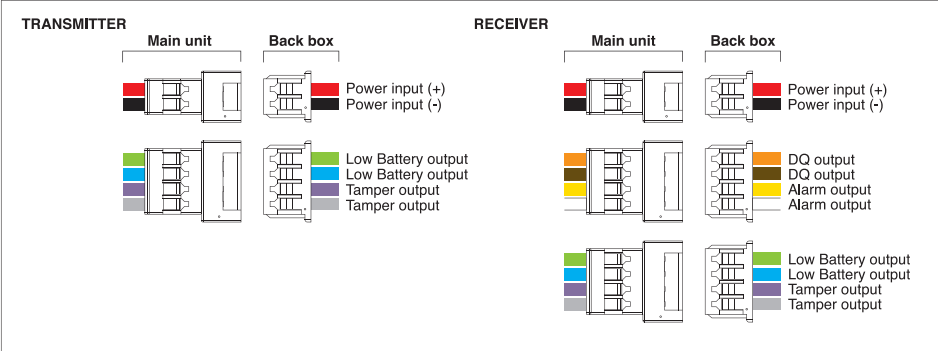 TRANSMITTER
Main unit
Back box
Power input (+)
Power input (-)
Low Battery output
Low Battery output
Tamper output
Tamper output
RECEIVER
Main unit
Back box
Power input (+)
Power input (-)
DQ output
DQ output
Alarm output
Alarm output
Low Battery output
Low Battery output
Tamper output
Tamper output